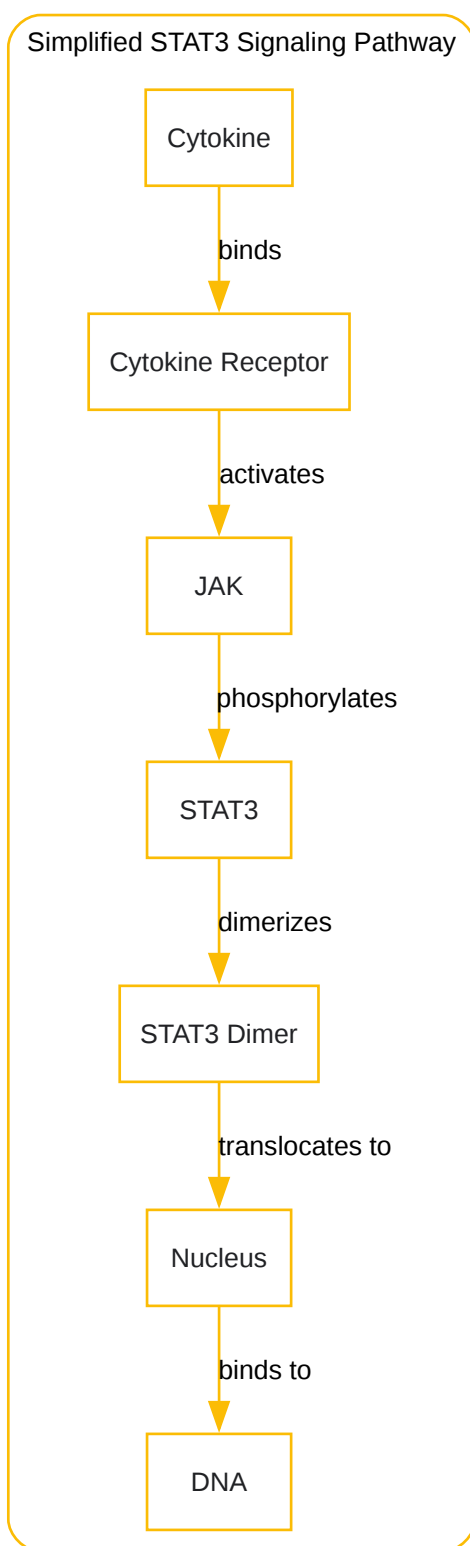 Simplified STAT3 Signaling Pathway
Cytokine
binds
Cytokine Receptor
activates
JAK
phosphorylates
STAT3
dimerizes
STAT3 Dimer
translocates to
Nucleus
binds to
DNA